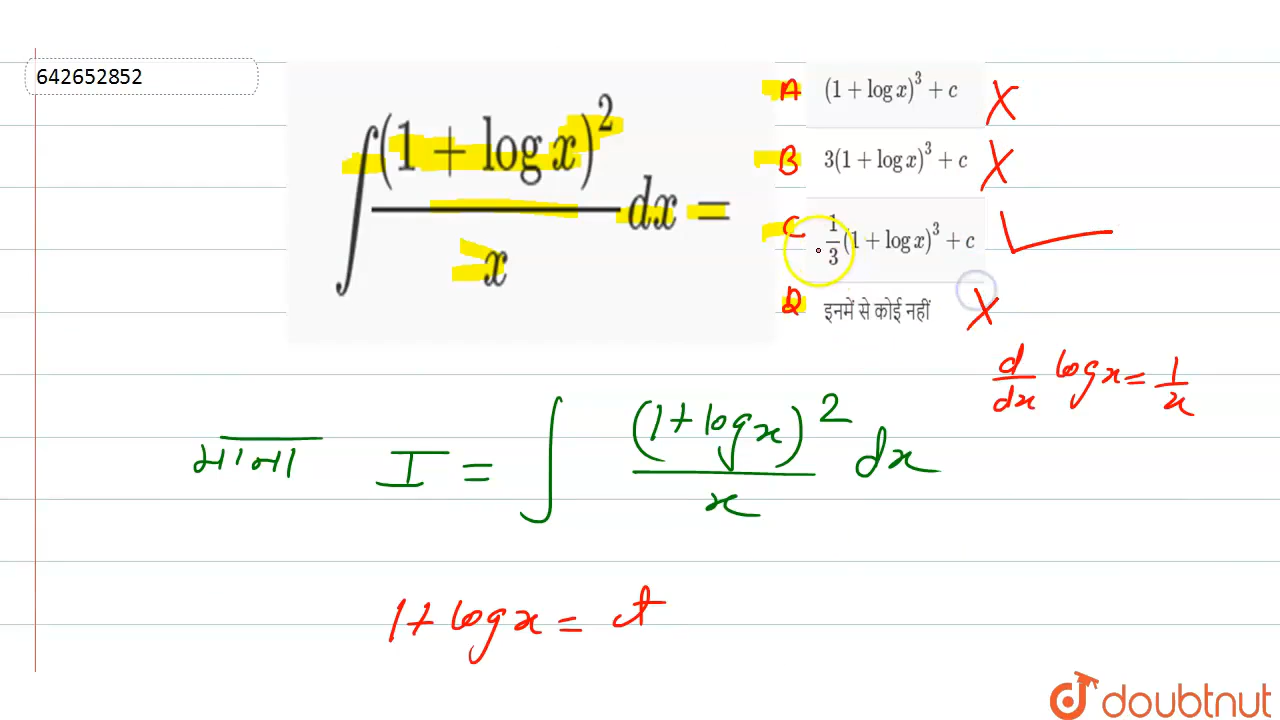 642652852
∫ (1 + log x)² / x dx =
A (1 + log x)³ + c X
B 3(1 + log x)³ + c X
C 1/3 (1 + log x)³ + c ✓
D इनमें से कोई नहीं X
d/dx log x = 1/x
माना I = ∫ (1 + log x)² / x dx
1 + log x = t
doubtnut